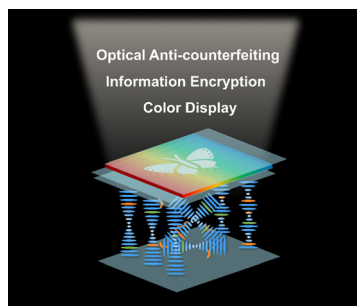 Optical Anti-counterfeiting
Information Encryption
Color Display